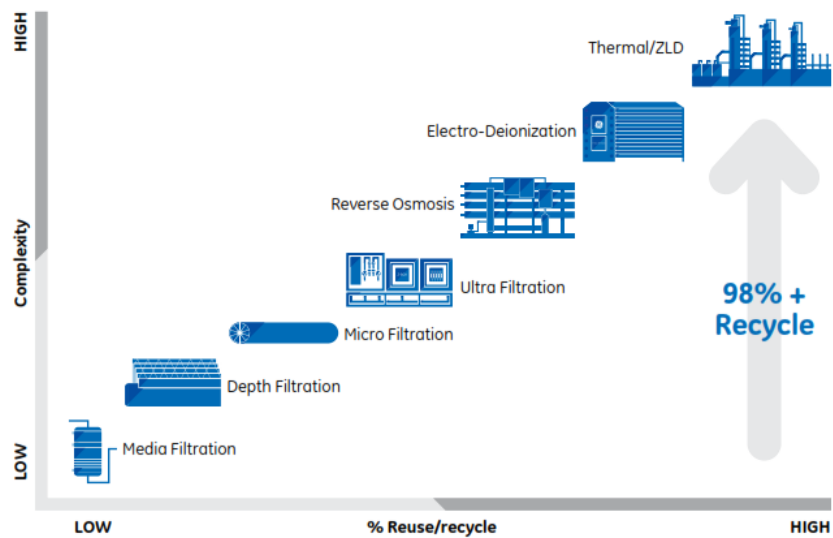 HIGH
Thermal/ZLD
Electro-Deionization
Reverse Osmosis
Complexity
Ultra Filtration
98% +
Recycle
Micro Filtration
Depth Filtration
Media Filtration
LOW
LOW
% Reuse/recycle
HIGH